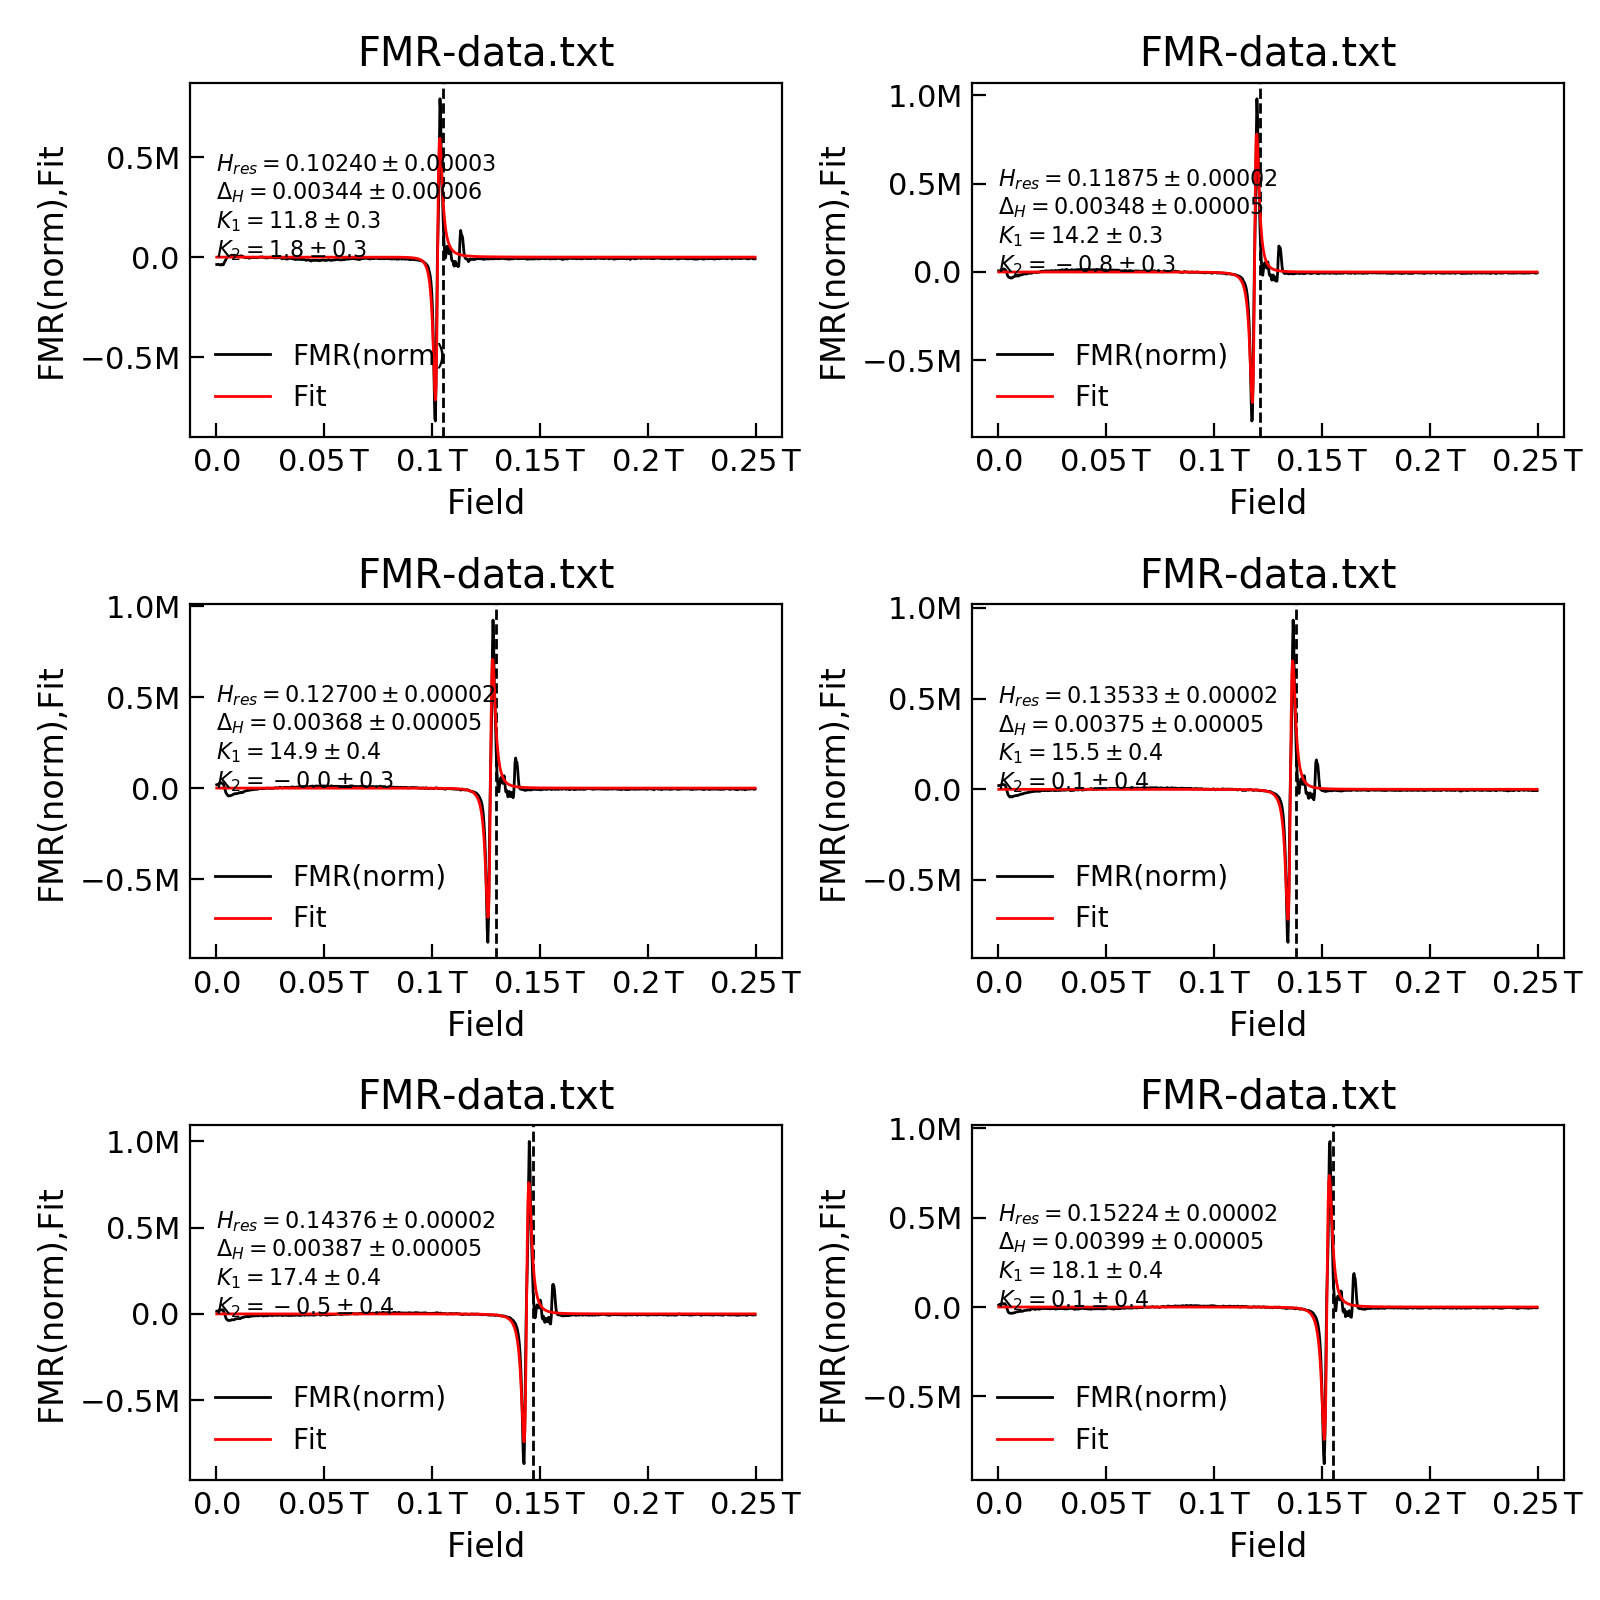 FMR-data.txt
FMR(norm),Fit
0.5M
0.0
−0.5M
H_res = 0.10240 ± 0.00003
Δ_H = 0.00344 ± 0.00006
K_1 = 11.8 ± 0.3
K_2 = 1.8 ± 0.3
FMR(norm)
Fit
0.0 0.05 T 0.1 T 0.15 T 0.2 T 0.25 T
Field
FMR-data.txt
FMR(norm),Fit
1.0M
0.5M
0.0
−0.5M
H_res = 0.11875 ± 0.00002
Δ_H = 0.00348 ± 0.00005
K_1 = 14.2 ± 0.3
K_2 = −0.8 ± 0.3
FMR(norm)
Fit
0.0 0.05 T 0.1 T 0.15 T 0.2 T 0.25 T
Field
FMR-data.txt
FMR(norm),Fit
1.0M
0.5M
0.0
−0.5M
H_res = 0.12700 ± 0.00002
Δ_H = 0.00368 ± 0.00005
K_1 = 14.9 ± 0.4
K_2 = −0.0 ± 0.3
FMR(norm)
Fit
0.0 0.05 T 0.1 T 0.15 T 0.2 T 0.25 T
Field
FMR-data.txt
FMR(norm),Fit
1.0M
0.5M
0.0
−0.5M
H_res = 0.13533 ± 0.00002
Δ_H = 0.00375 ± 0.00005
K_1 = 15.5 ± 0.4
K_2 = 0.1 ± 0.4
FMR(norm)
Fit
0.0 0.05 T 0.1 T 0.15 T 0.2 T 0.25 T
Field
FMR-data.txt
FMR(norm),Fit
1.0M
0.5M
0.0
−0.5M
H_res = 0.14376 ± 0.00002
Δ_H = 0.00387 ± 0.00005
K_1 = 17.4 ± 0.4
K_2 = −0.5 ± 0.4
FMR(norm)
Fit
0.0 0.05 T 0.1 T 0.15 T 0.2 T 0.25 T
Field
FMR-data.txt
FMR(norm),Fit
1.0M
0.5M
0.0
−0.5M
H_res = 0.15224 ± 0.00002
Δ_H = 0.00399 ± 0.00005
K_1 = 18.1 ± 0.4
K_2 = 0.1 ± 0.4
FMR(norm)
Fit
0.0 0.05 T 0.1 T 0.15 T 0.2 T 0.25 T
Field